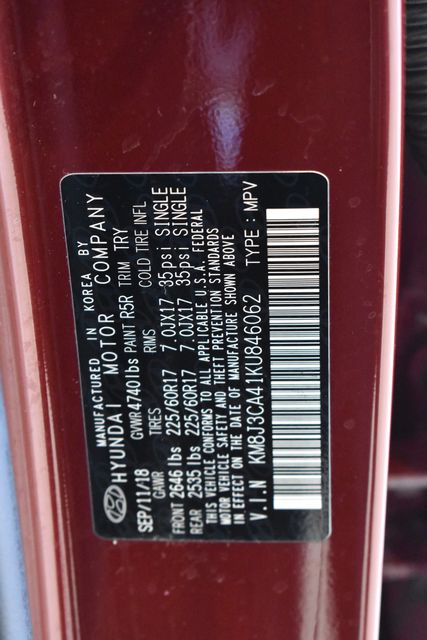 MANUFACTURED IN KOREA BY
HYUNDAI MOTOR COMPANY
SEP/11/18 GVWR 4740 lbs PAINT R5R TRIM TRY
GAWR TIRES RIMS COLD TIRE INFL
FRONT 2646 lbs 225/60R17 7.0JX17 35psi SINGLE
REAR 2535 lbs 225/60R17 7.0JX17 35psi SINGLE
THIS VEHICLE CONFORMS TO ALL APPLICABLE U.S.A. FEDERAL
MOTOR VEHICLE SAFETY AND THEFT PREVENTION STANDARDS
IN EFFECT ON THE DATE OF MANUFACTURE SHOWN ABOVE
V.I.N KM8J3CA41KU846062 TYPE : MPV